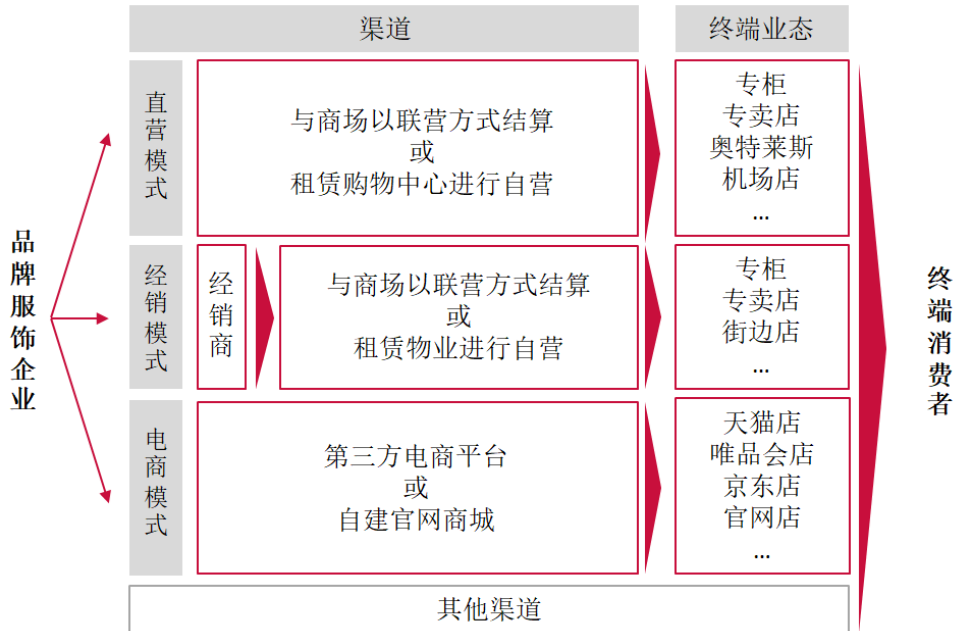 渠道
终端业态
品牌服饰企业
直营模式
与商场以联营方式结算
或
租赁购物中心进行自营
专柜
专卖店
奥特莱斯
机场店
...
经销模式
经销商
与商场以联营方式结算
或
租赁物业进行自营
专柜
专卖店
街边店
...
电商模式
第三方电商平台
或
自建官网商城
天猫店
唯品会店
京东店
官网店
...
其他渠道
终端消费者